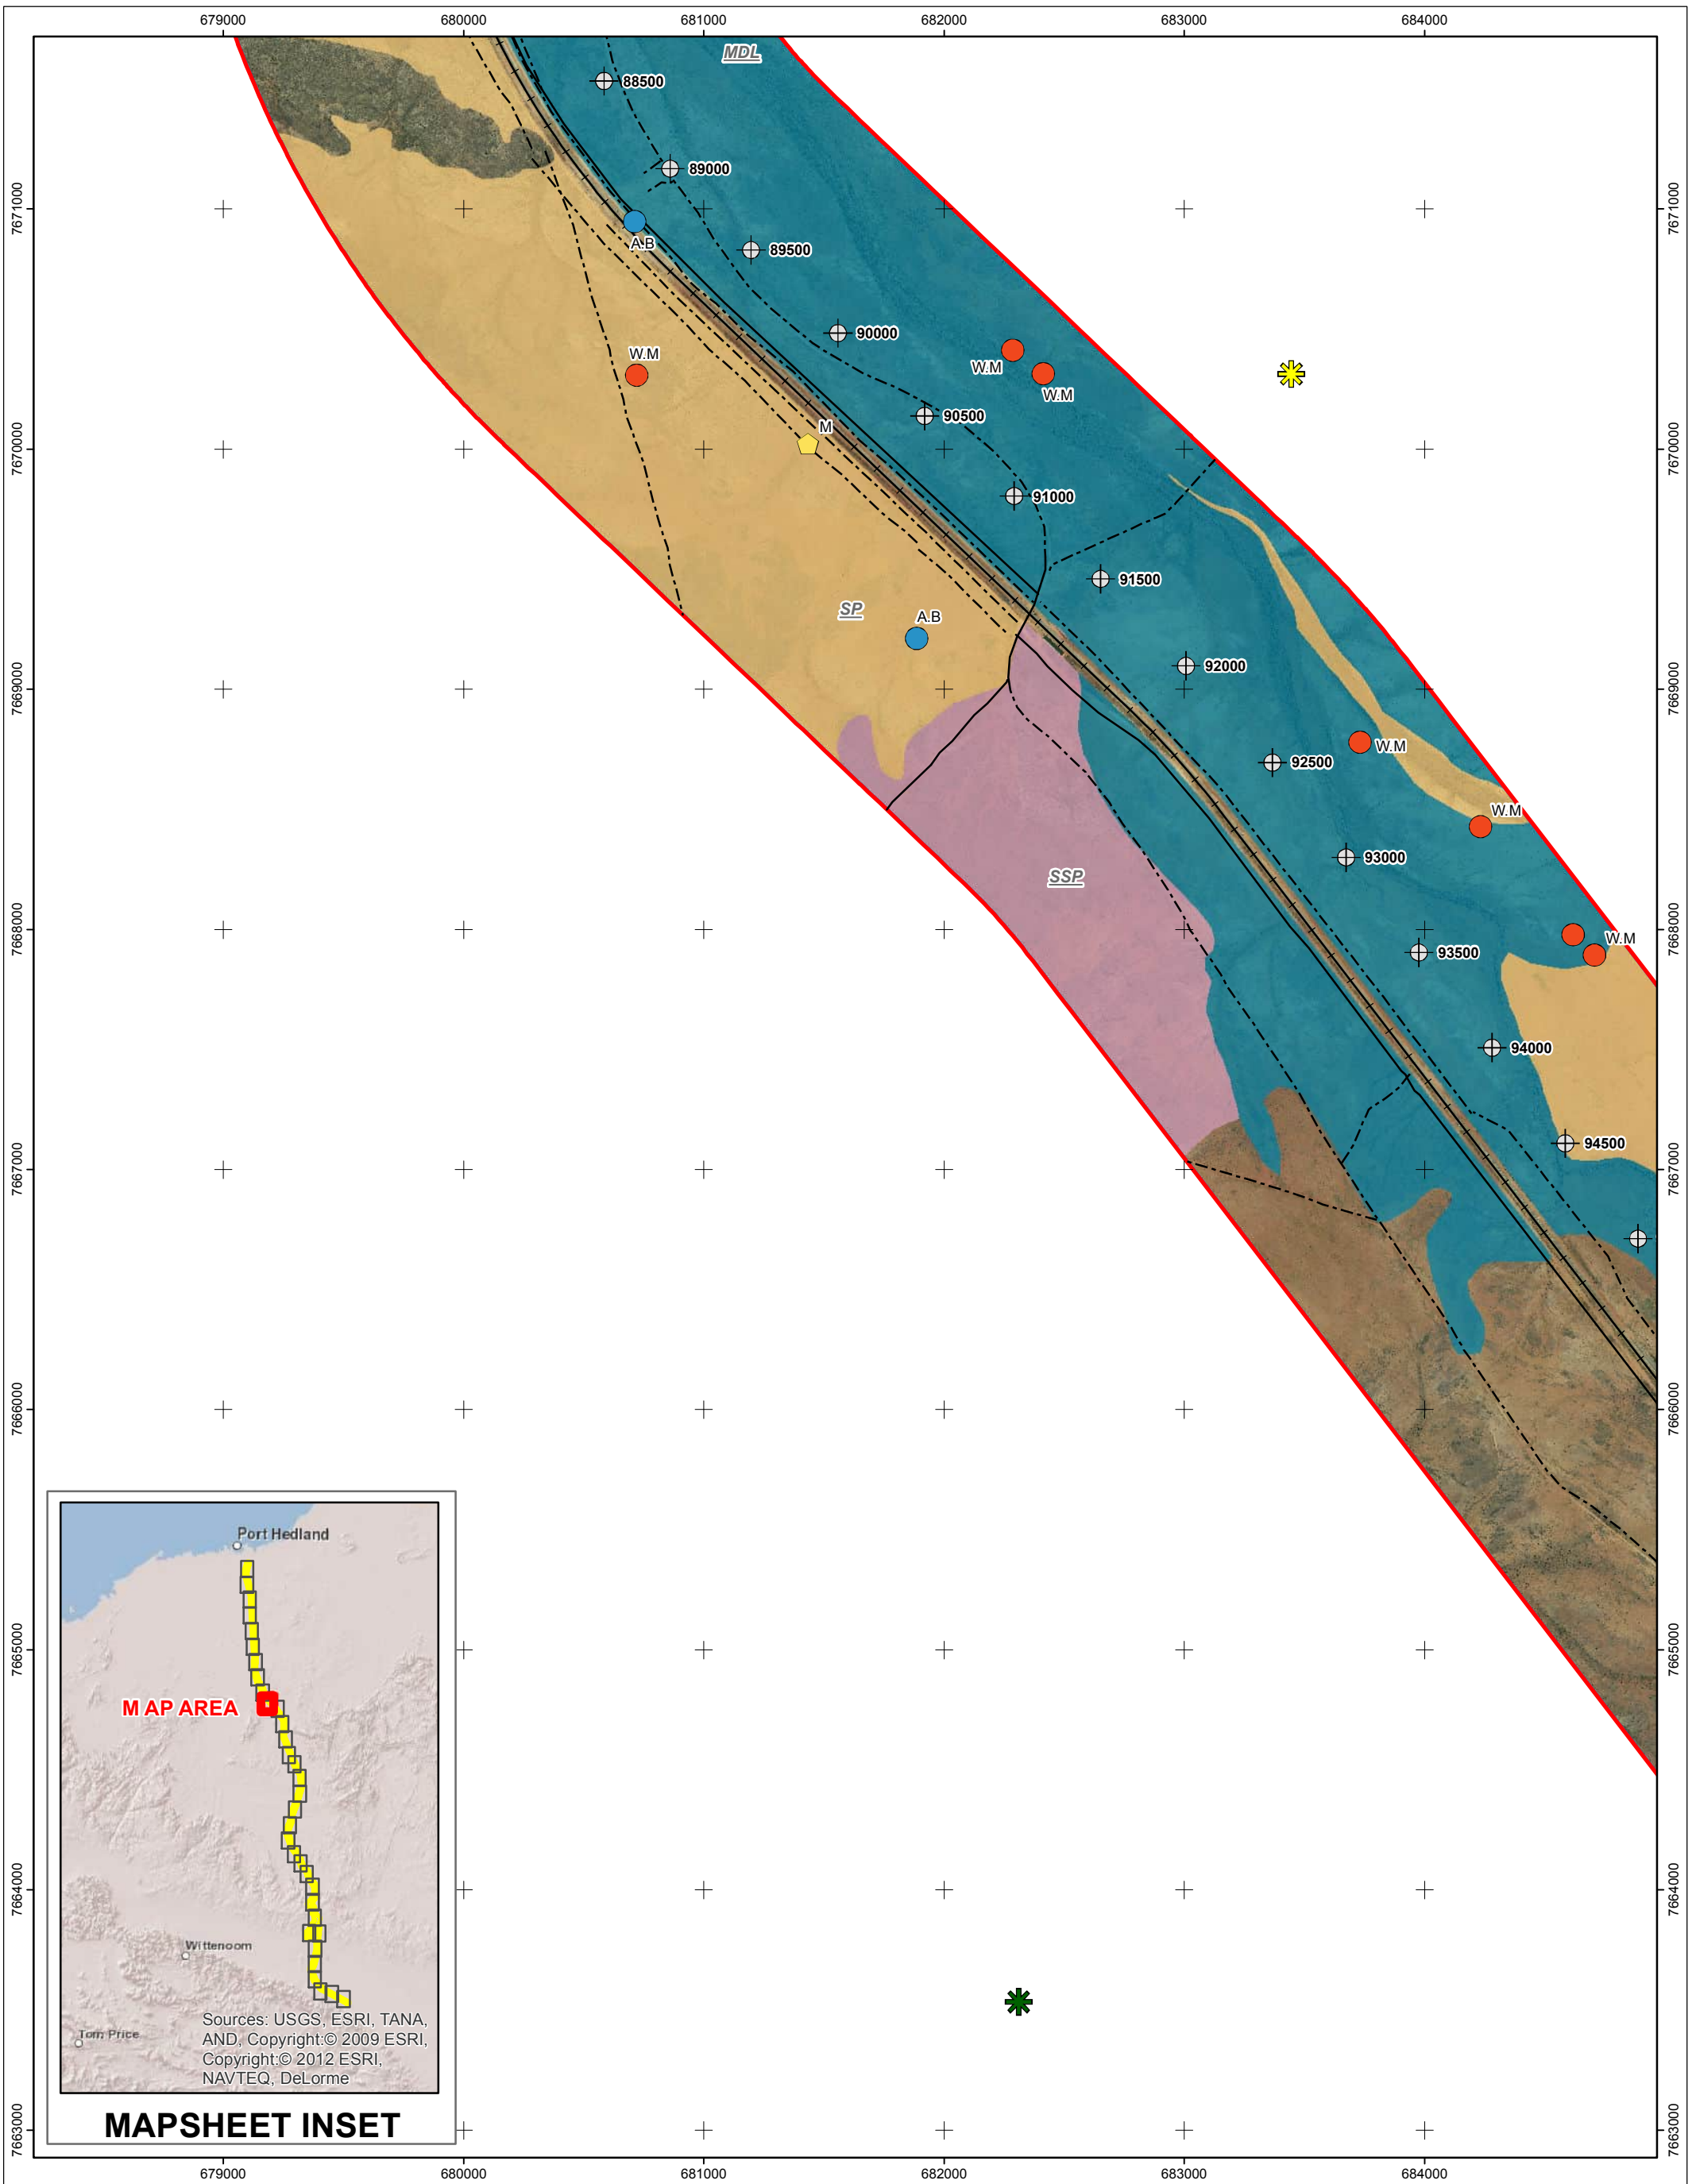 679000 680000 681000 682000 683000 684000
MDL
88500
89000
7671000 7671000
A.B
89500
90000
W.M
W.M
W.M
90500
M
7670000 7670000
91000
91500
SP
A.B
92000
7669000 7669000
W.M
92500
W.M
93000
SSP
W.M
93500
7668000 7668000
94000
94500
7667000 7667000
7666000 7666000
Port Hedland
7665000 7665000
MAP AREA
7664000 7664000
Wittenoom
Sources: USGS, ESRI, TANA,
Tom Price
AND, Copyright:© 2009 ESRI,
Copyright:© 2012 ESRI,
NAVTEQ, DeLorme
MAPSHEET INSET
7663000 7663000
679000 680000 681000 682000 683000 684000